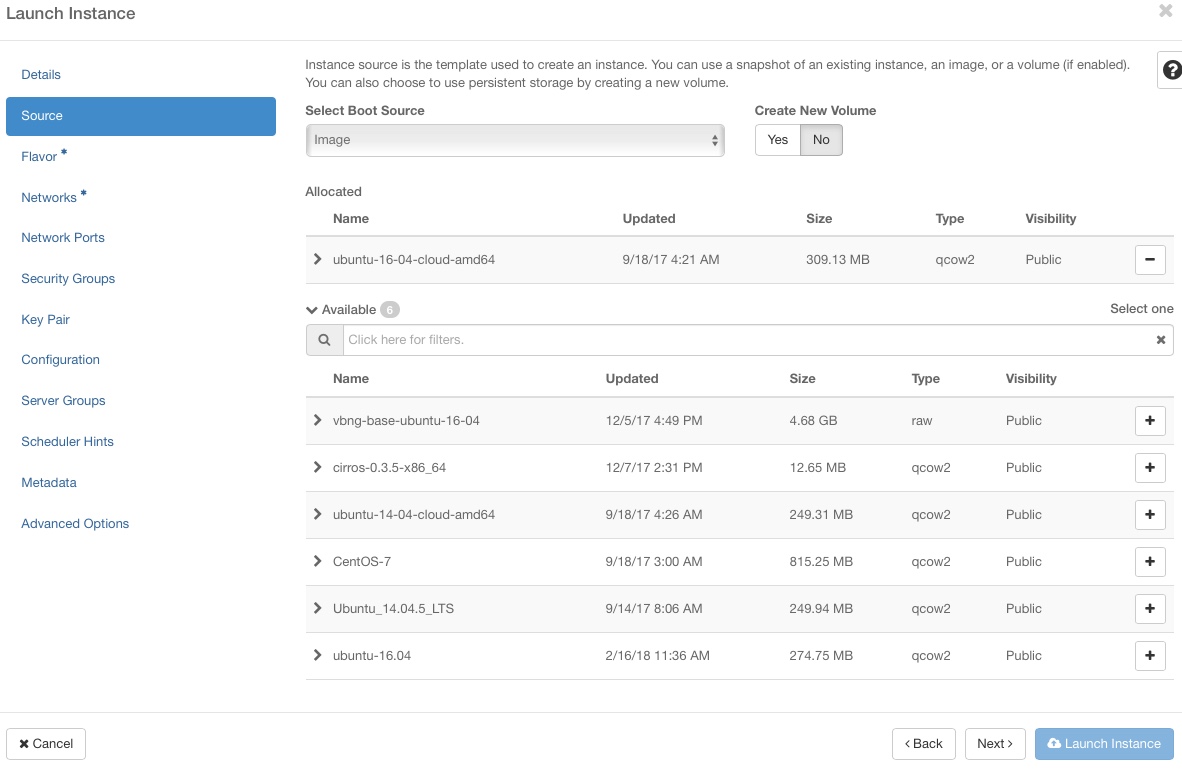 Launch Instance
Details
Source
Flavor *
Networks *
Network Ports
Security Groups
Key Pair
Configuration
Server Groups
Scheduler Hints
Metadata
Advanced Options
Instance source is the template used to create an instance. You can use a snapshot of an existing instance, an image, or a volume (if enabled).
You can also choose to use persistent storage by creating a new volume.
Select Boot Source Create New Volume
Image Yes No
Allocated
Name Updated Size Type Visibility
ubuntu-16-04-cloud-amd64 9/18/17 4:21 AM 309.13 MB qcow2 Public
Available 6 Select one
Click here for filters.
Name Updated Size Type Visibility
vbng-base-ubuntu-16-04 12/5/17 4:49 PM 4.68 GB raw Public
cirros-0.3.5-x86_64 12/7/17 2:31 PM 12.65 MB qcow2 Public
ubuntu-14-04-cloud-amd64 9/18/17 4:26 AM 249.31 MB qcow2 Public
CentOS-7 9/18/17 3:00 AM 815.25 MB qcow2 Public
Ubuntu_14.04.5_LTS 9/14/17 8:06 AM 249.94 MB qcow2 Public
ubuntu-16.04 2/16/18 11:36 AM 274.75 MB qcow2 Public
Cancel Back Next Launch Instance